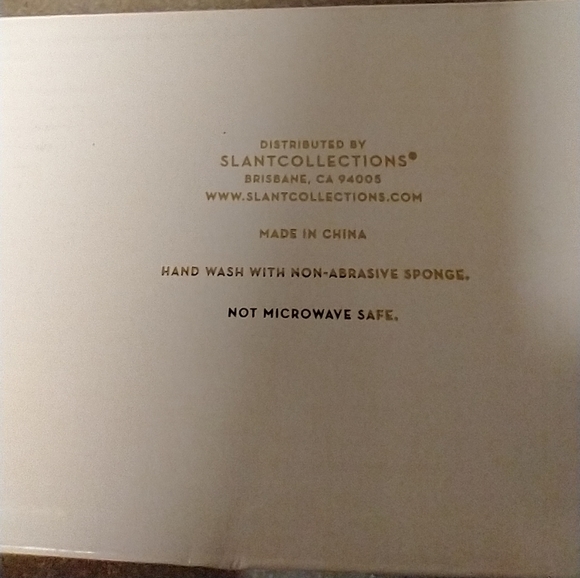 DISTRIBUTED BY
SLANTCOLLECTIONS®
BRISBANE, CA 94005
WWW.SLANTCOLLECTIONS.COM
MADE IN CHINA
HAND WASH WITH NON-ABRASIVE SPONGE.
NOT MICROWAVE SAFE.